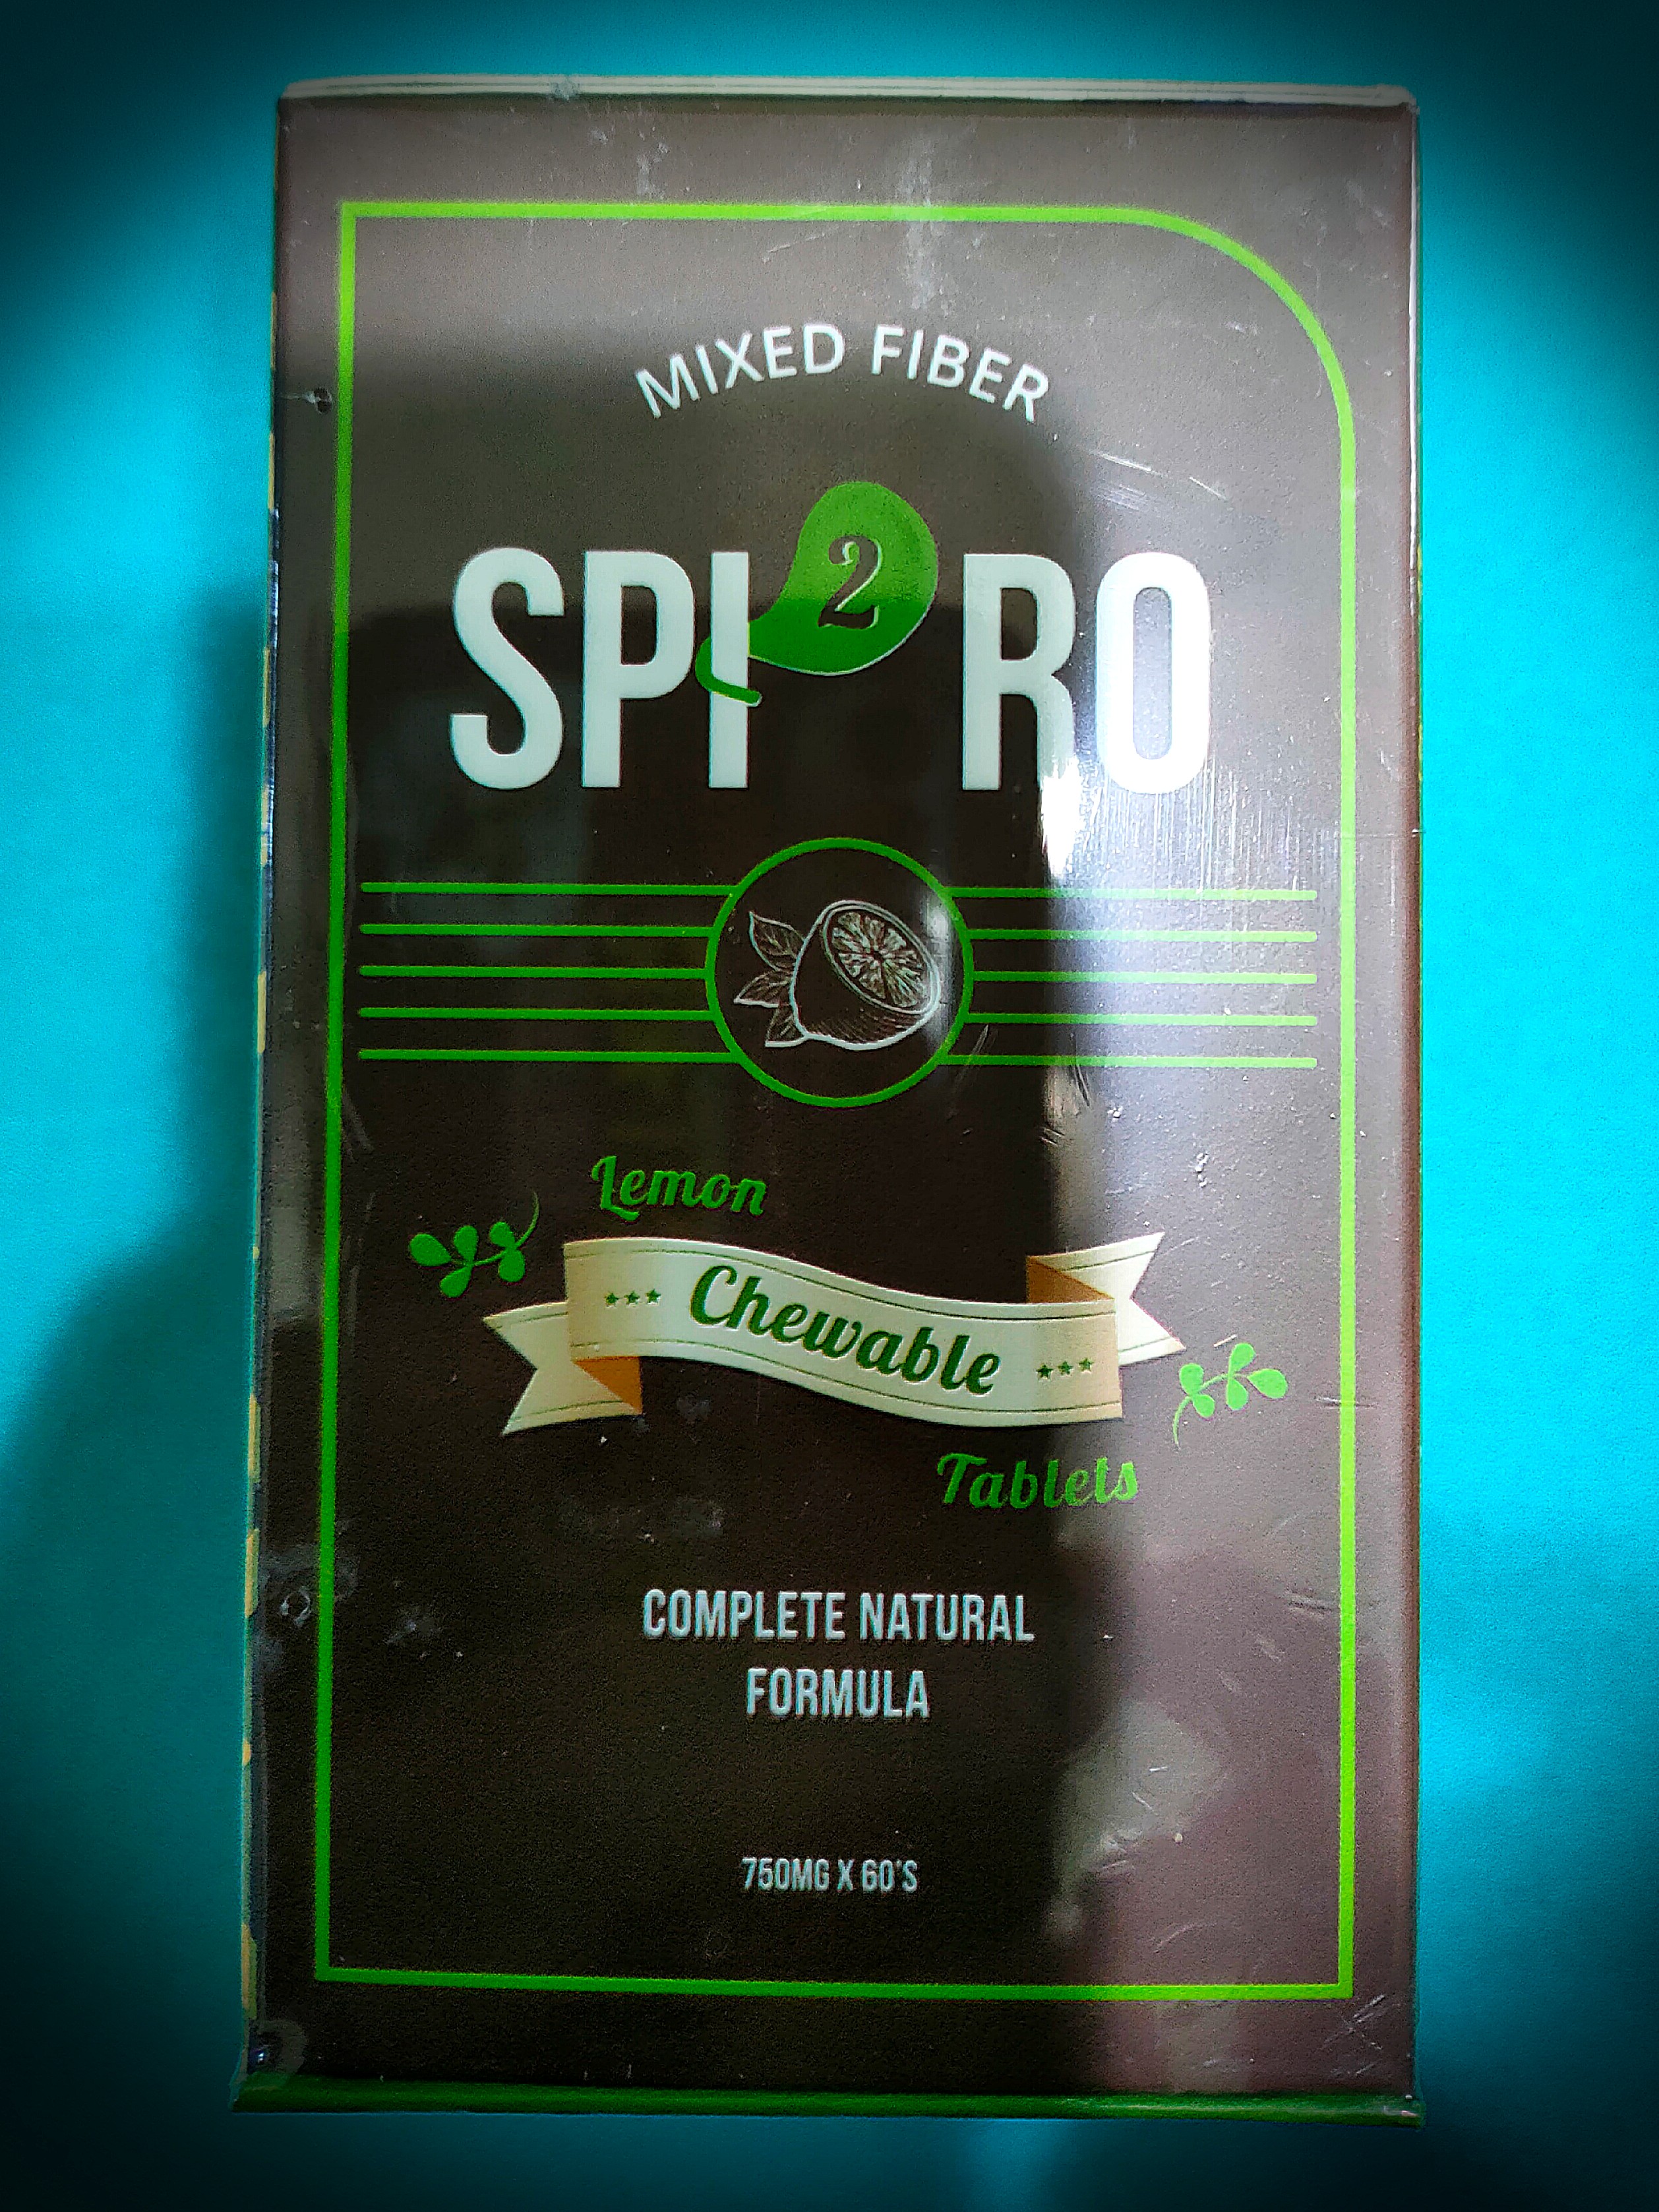 MIXED FIBER
SPI2RO
Lemon
Chewable
Tablets
COMPLETE NATURAL
FORMULA
750MG X 60'S